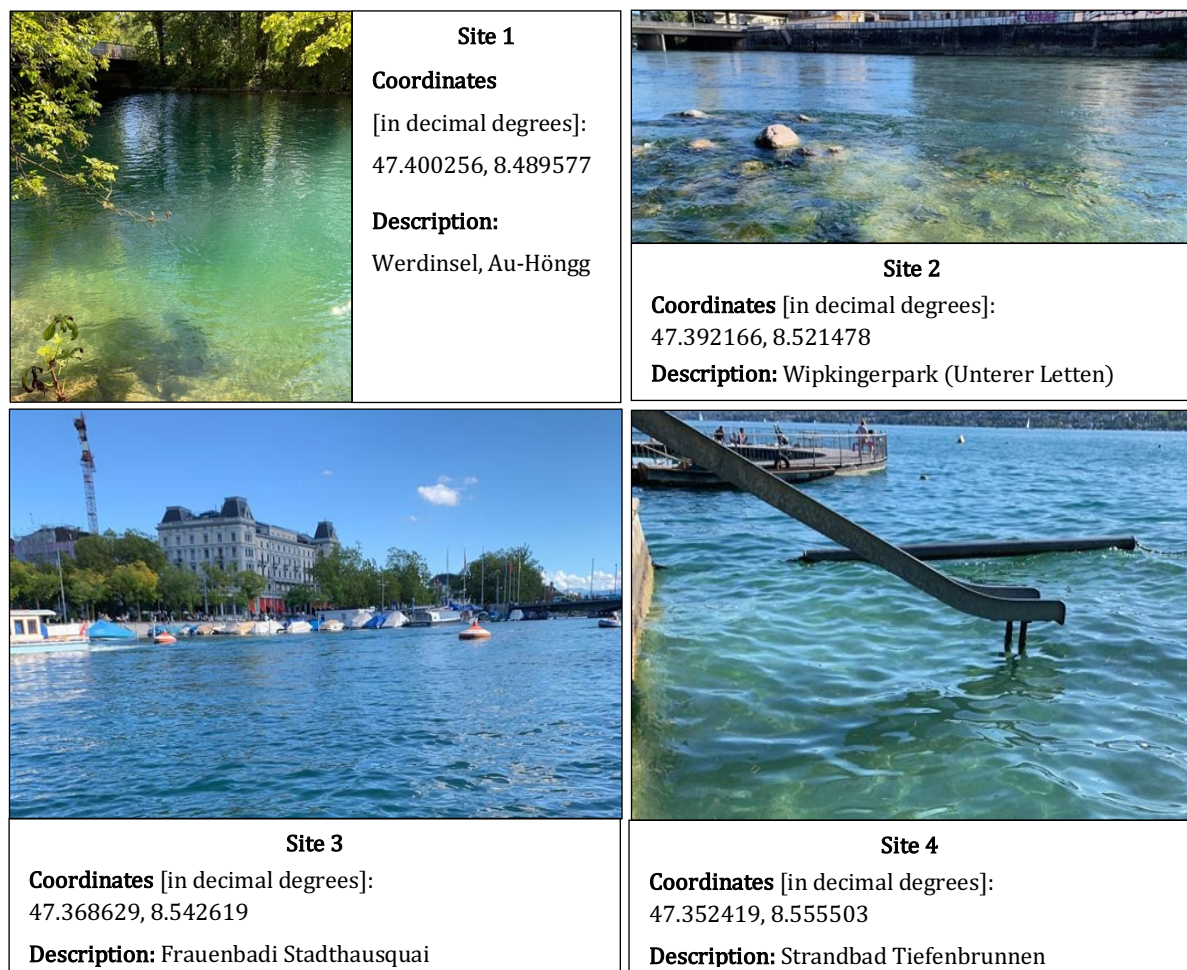 Site 1
Coordinates
[in decimal degrees]:
47.400256, 8.489577
Description:
Werdinsel, Au-Höngg
Site 2
Coordinates [in decimal degrees]:
47.392166, 8.521478
Description: Wipkingerpark (Unterer Letten)
Site 3
Coordinates [in decimal degrees]:
47.368629, 8.542619
Description: Frauenbadi Stadthausquai
Site 4
Coordinates [in decimal degrees]:
47.352419, 8.555503
Description: Strandbad Tiefenbrunnen